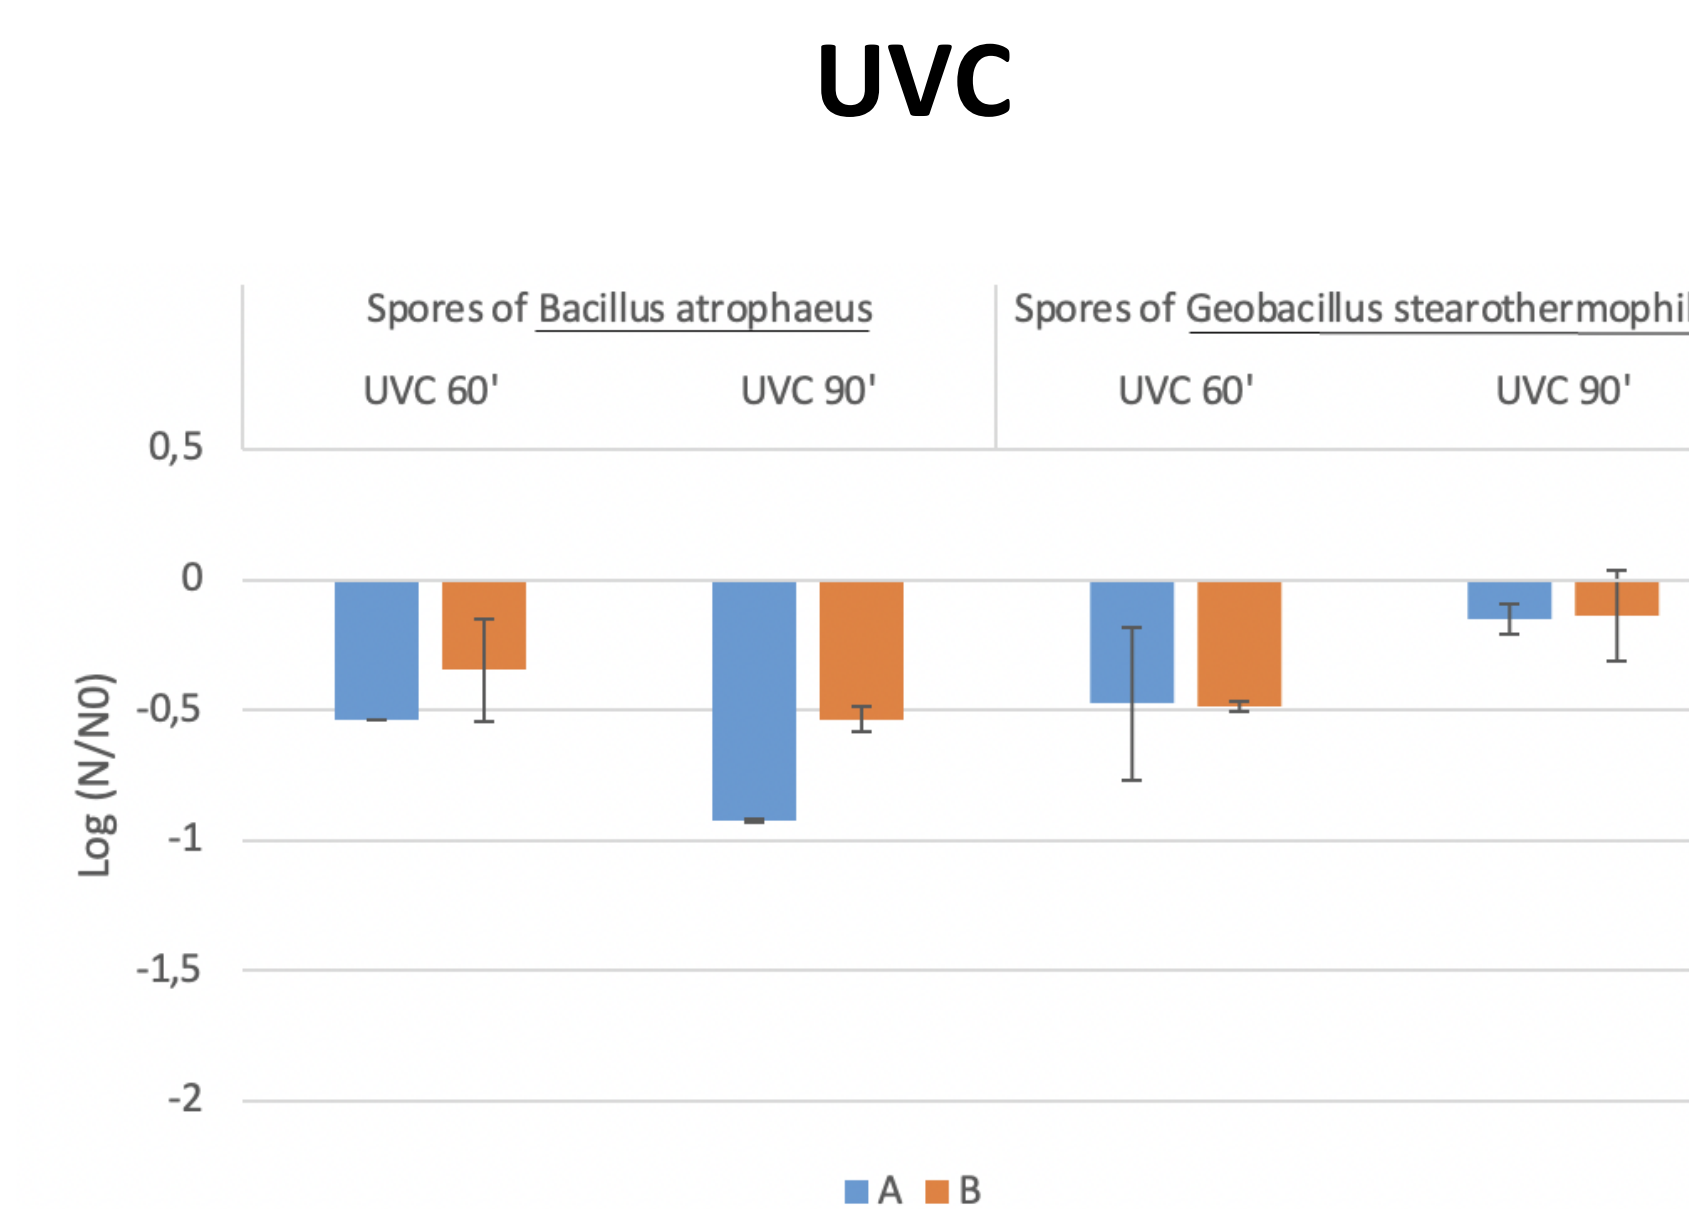 UVC
Spores of Bacillus atrophaeus
Spores of Geobacillus stearothermophil
UVC 60'
UVC 90'
UVC 60'
UVC 90'
0,5
0
-0,5
-1
-1,5
-2
Log (N/N0)
A
B